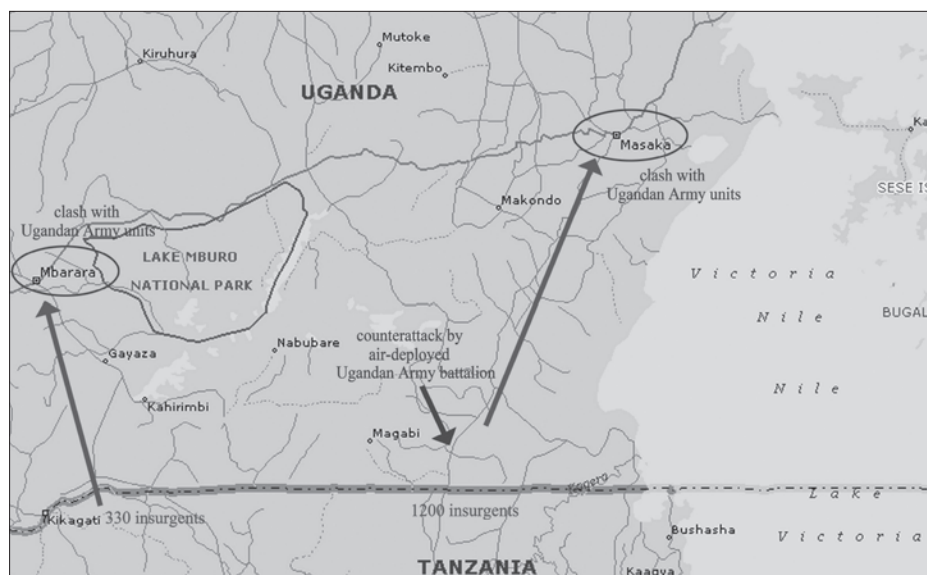 Mutoke
Kiruhura
Kitembo
UGANDA
Ka
Masaka
clash with
Ugandan Army units
SESE IS
Makondo
clash with
Ugandan Army units
LAKE MBURO
NATIONAL PARK
Mbarara
Victoria
Nile
BUGAL
counterattack by
air-deployed
Ugandan Army battalion
Nabubare
Gayaza
Nile
Kahirimbi
Magabi
Kagera
Lake
Victoria
330 insurgents
1200 insurgents
Kikagati
Bushasha
TANZANIA
Kaagya